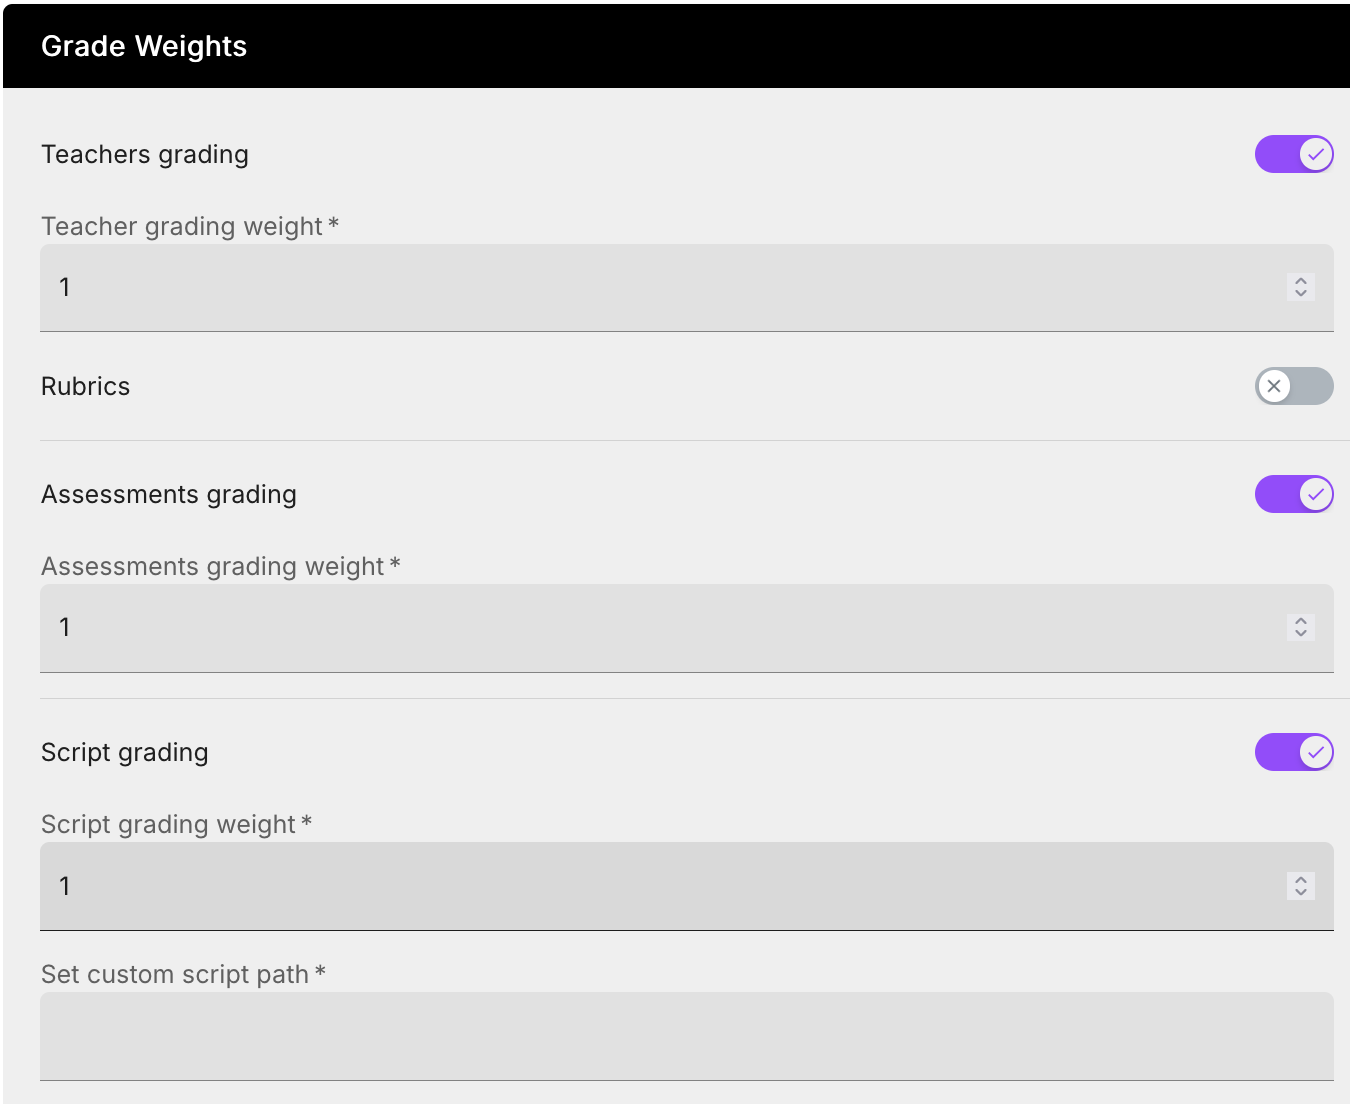 Grade Weights
Teachers grading
Teacher grading weight *
1
Rubrics
Assessments grading
Assessments grading weight *
1
Script grading
Script grading weight *
1
Set custom script path *